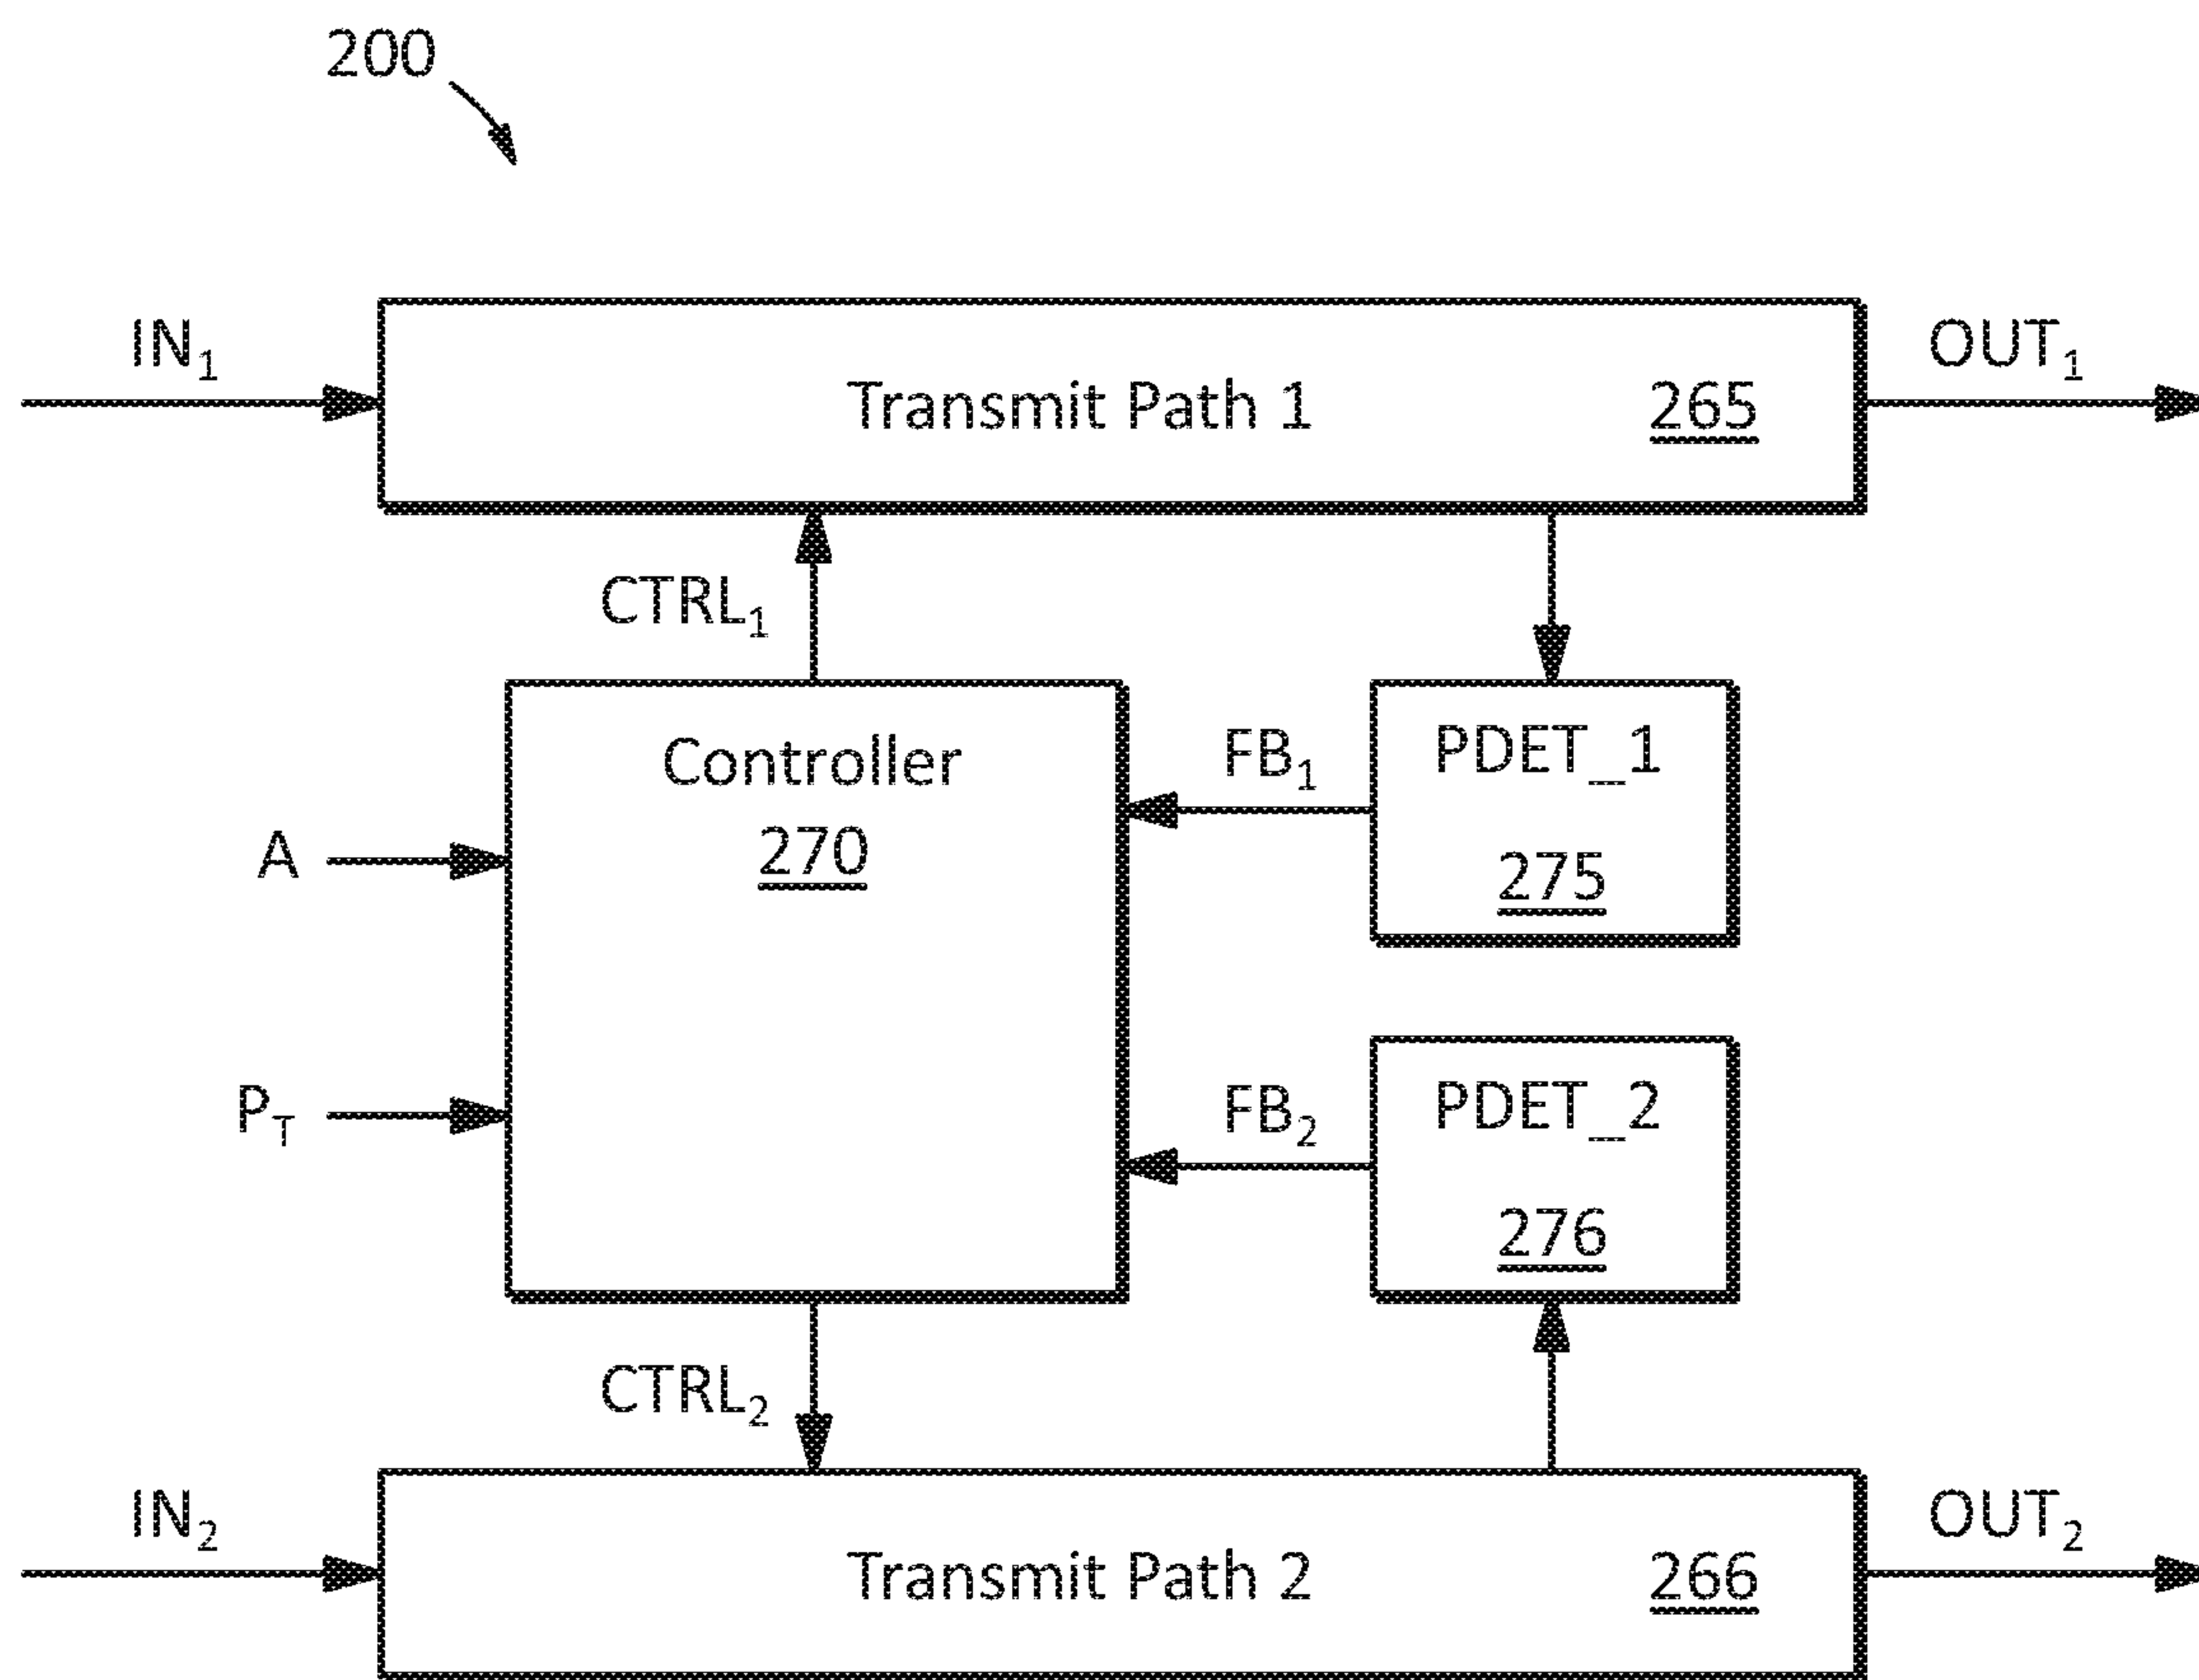 200
IN₁
Transmit Path 1 265
OUT₁
CTRL₁
Controller
270
FB₁
PDET_1
275
A
P_T
FB₂
PDET_2
276
CTRL₂
IN₂
Transmit Path 2 266
OUT₂